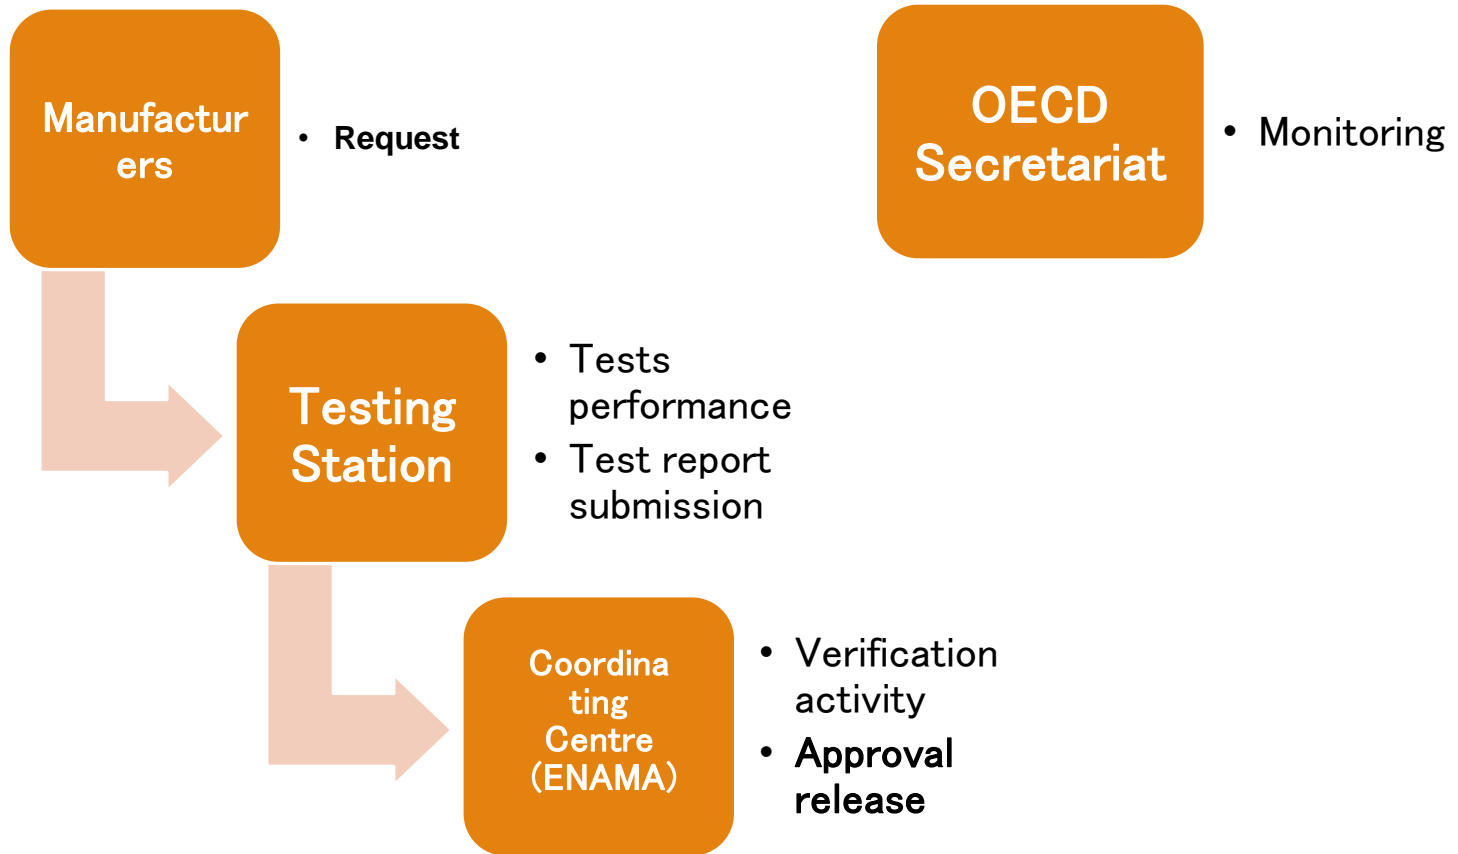 Manufactur
ers
• Request
OECD
Secretariat
• Monitoring
Testing
Station
• Tests
performance
• Test report
submission
Coordina
ting
Centre
(ENAMA)
• Verification
activity
• Approval
release